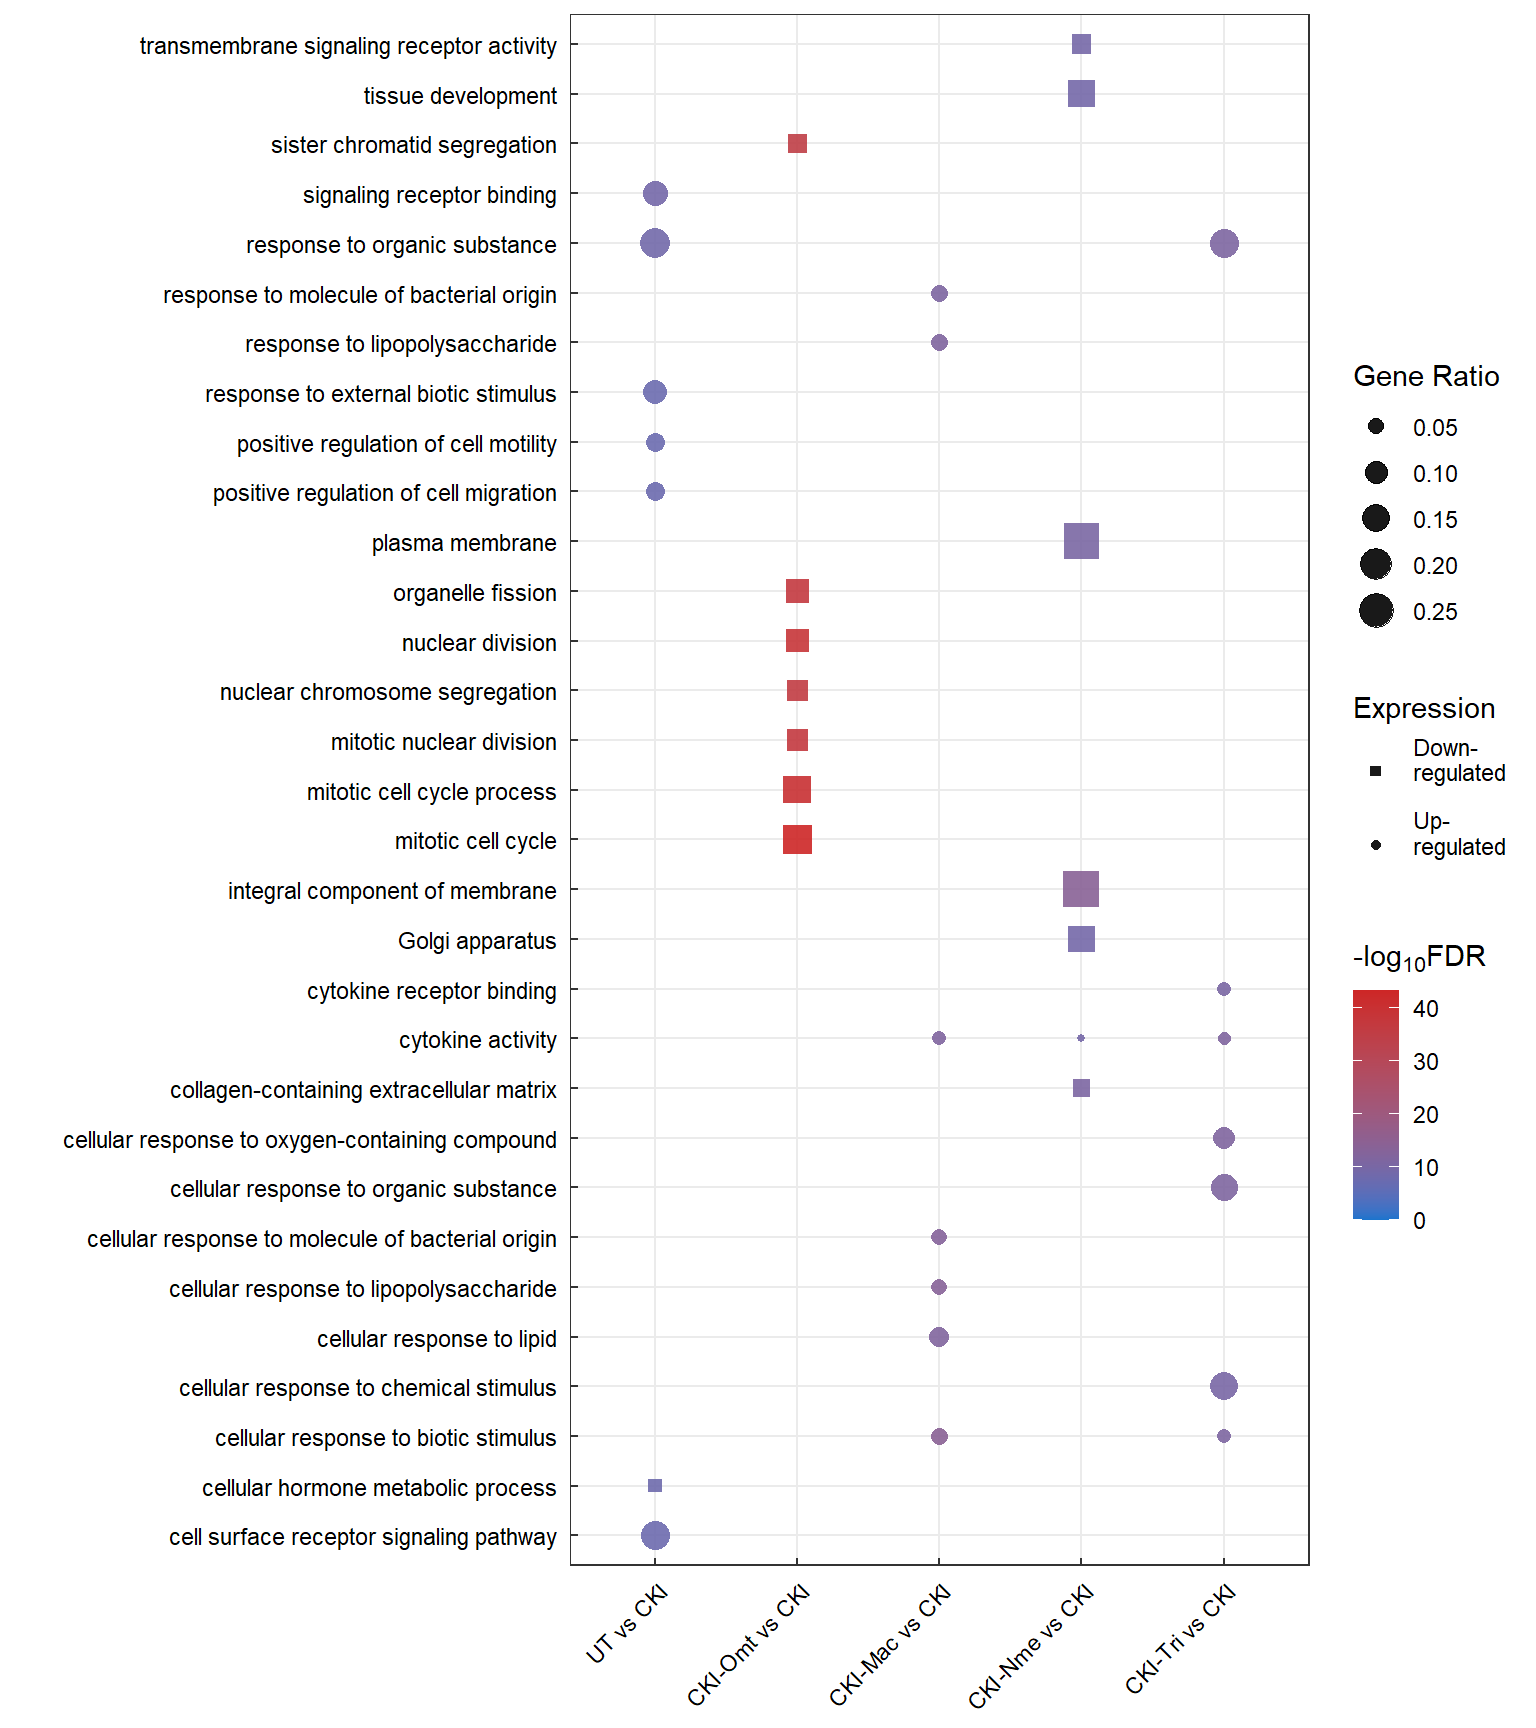 transmembrane signaling receptor activity
tissue development
sister chromatid segregation
signaling receptor binding
response to organic substance
response to molecule of bacterial origin
response to lipopolysaccharide
response to external biotic stimulus
positive regulation of cell motility
positive regulation of cell migration
plasma membrane
organelle fission
nuclear division
nuclear chromosome segregation
mitotic nuclear division
mitotic cell cycle process
mitotic cell cycle
integral component of membrane
Golgi apparatus
cytokine receptor binding
cytokine activity
collagen-containing extracellular matrix
cellular response to oxygen-containing compound
cellular response to organic substance
cellular response to molecule of bacterial origin
cellular response to lipopolysaccharide
cellular response to lipid
cellular response to chemical stimulus
cellular response to biotic stimulus
cellular hormone metabolic process
cell surface receptor signaling pathway
UT vs CKI
CKI-Omt vs CKI
CKI-Mac vs CKI
CKI-Nme vs CKI
CKI-Tri vs CKI
Gene Ratio
0.05
0.10
0.15
0.20
0.25
Expression
Down-
regulated
Up-
regulated
-log10FDR
40
30
20
10
0